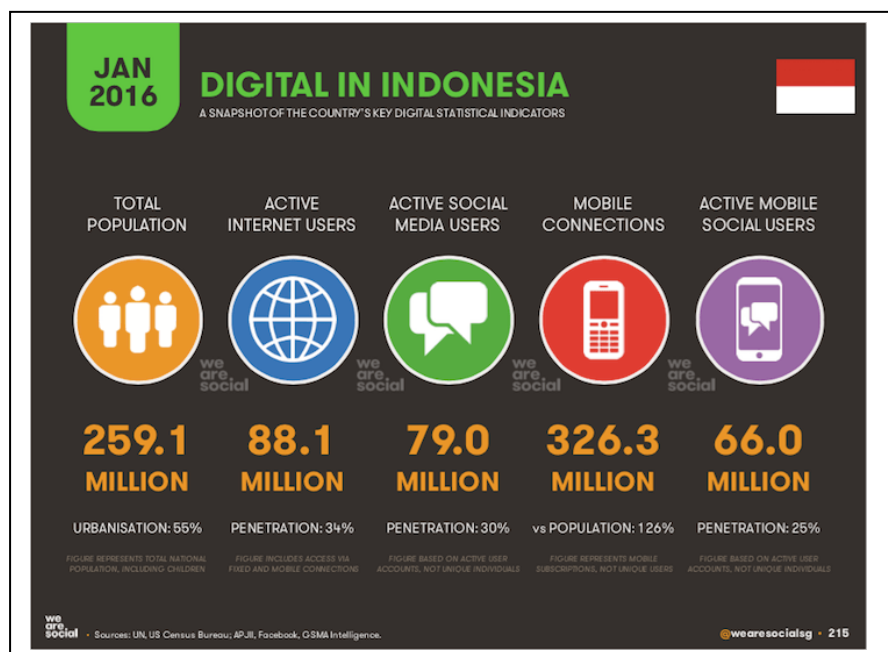 JAN
2016
DIGITAL IN INDONESIA
A SNAPSHOT OF THE COUNTRY'S KEY DIGITAL STATISTICAL INDICATORS
TOTAL
POPULATION
ACTIVE
INTERNET USERS
ACTIVE SOCIAL
MEDIA USERS
MOBILE
CONNECTIONS
ACTIVE MOBILE
SOCIAL USERS
we
are
social
we
are
social
we
are
social
we
are
social
259.1
MILLION
88.1
MILLION
79.0
MILLION
326.3
MILLION
66.0
MILLION
URBANISATION: 55%
PENETRATION: 34%
PENETRATION: 30%
vs POPULATION: 126%
PENETRATION: 25%
FIGURE REPRESENTS TOTAL NATIONAL
POPULATION, INCLUDING CHILDREN
FIGURE INCLUDES ACCESS VIA
FIXED AND MOBILE CONNECTIONS
FIGURE BASED ON ACTIVE USER
ACCOUNTS, NOT UNIQUE INDIVIDUALS
FIGURE REPRESENTS MOBILE
SUBSCRIPTIONS, NOT UNIQUE USERS
FIGURE BASED ON ACTIVE USER
ACCOUNTS, NOT UNIQUE INDIVIDUALS
we
are
social
• Sources: UN, US Census Bureau; APJII, Facebook, GSMA Intelligence.
@wearesocialsg • 215